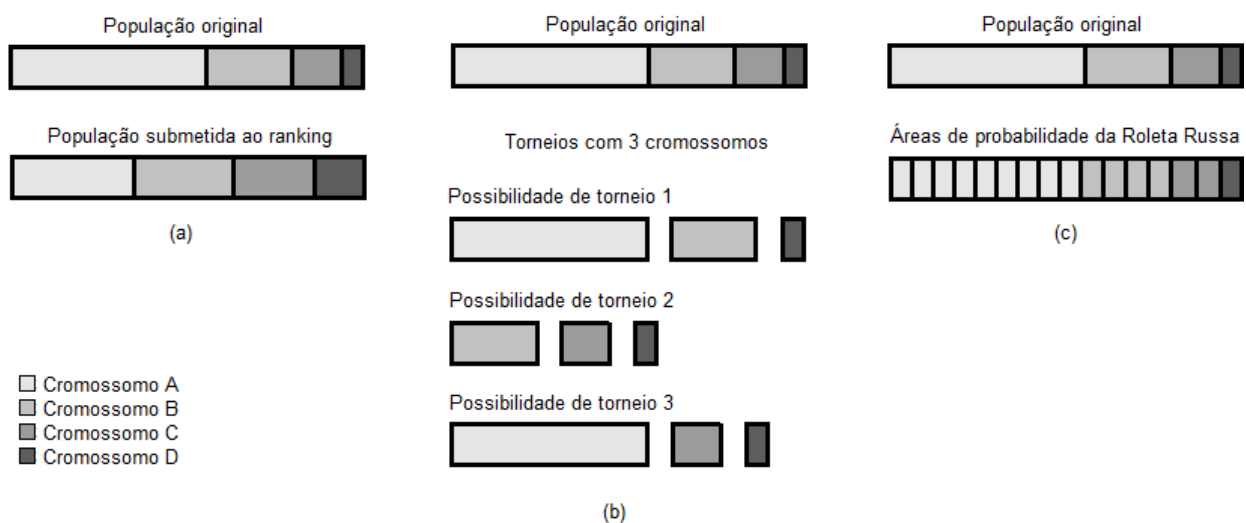 População original
População submetida ao ranking
(a)
Cromossomo A
Cromossomo B
Cromossomo C
Cromossomo D
População original
Torneios com 3 cromossomos
Possibilidade de torneio 1
Possibilidade de torneio 2
Possibilidade de torneio 3
(b)
População original
Áreas de probabilidade da Roleta Russa
(c)